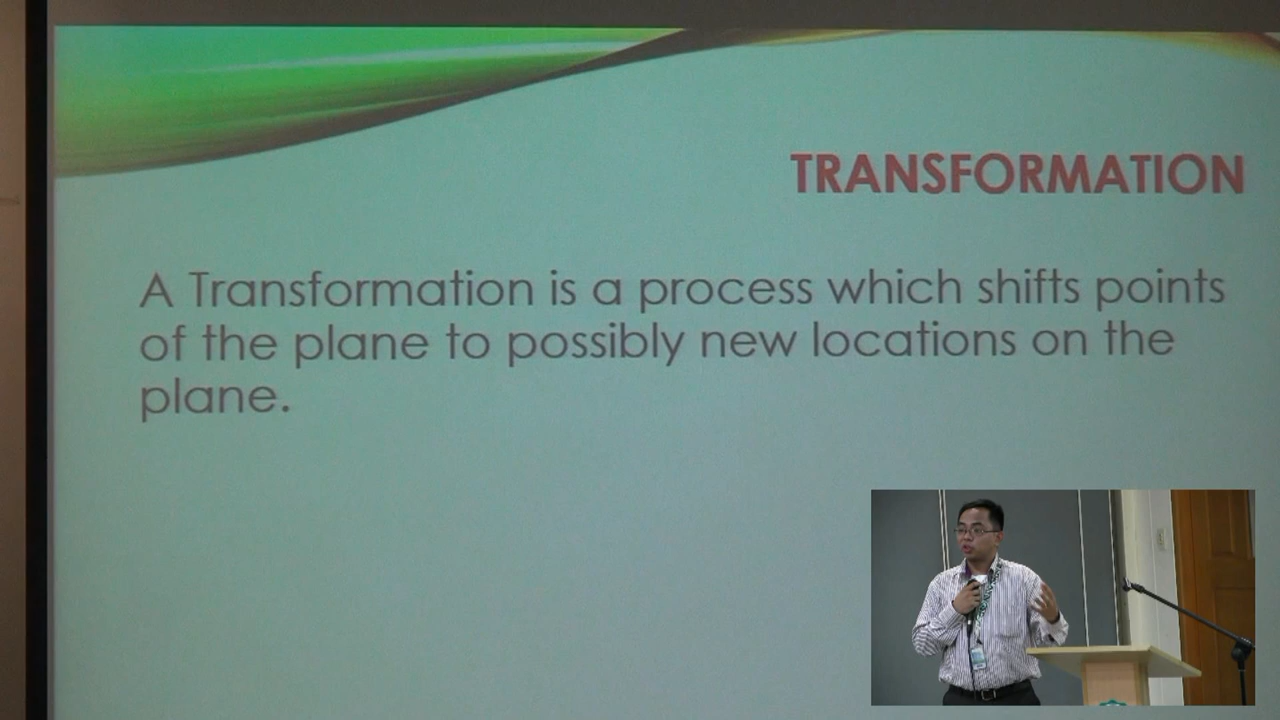 TRANSFORMATION
A Transformation is a process which shifts points
of the plane to possibly new locations on the
plane.